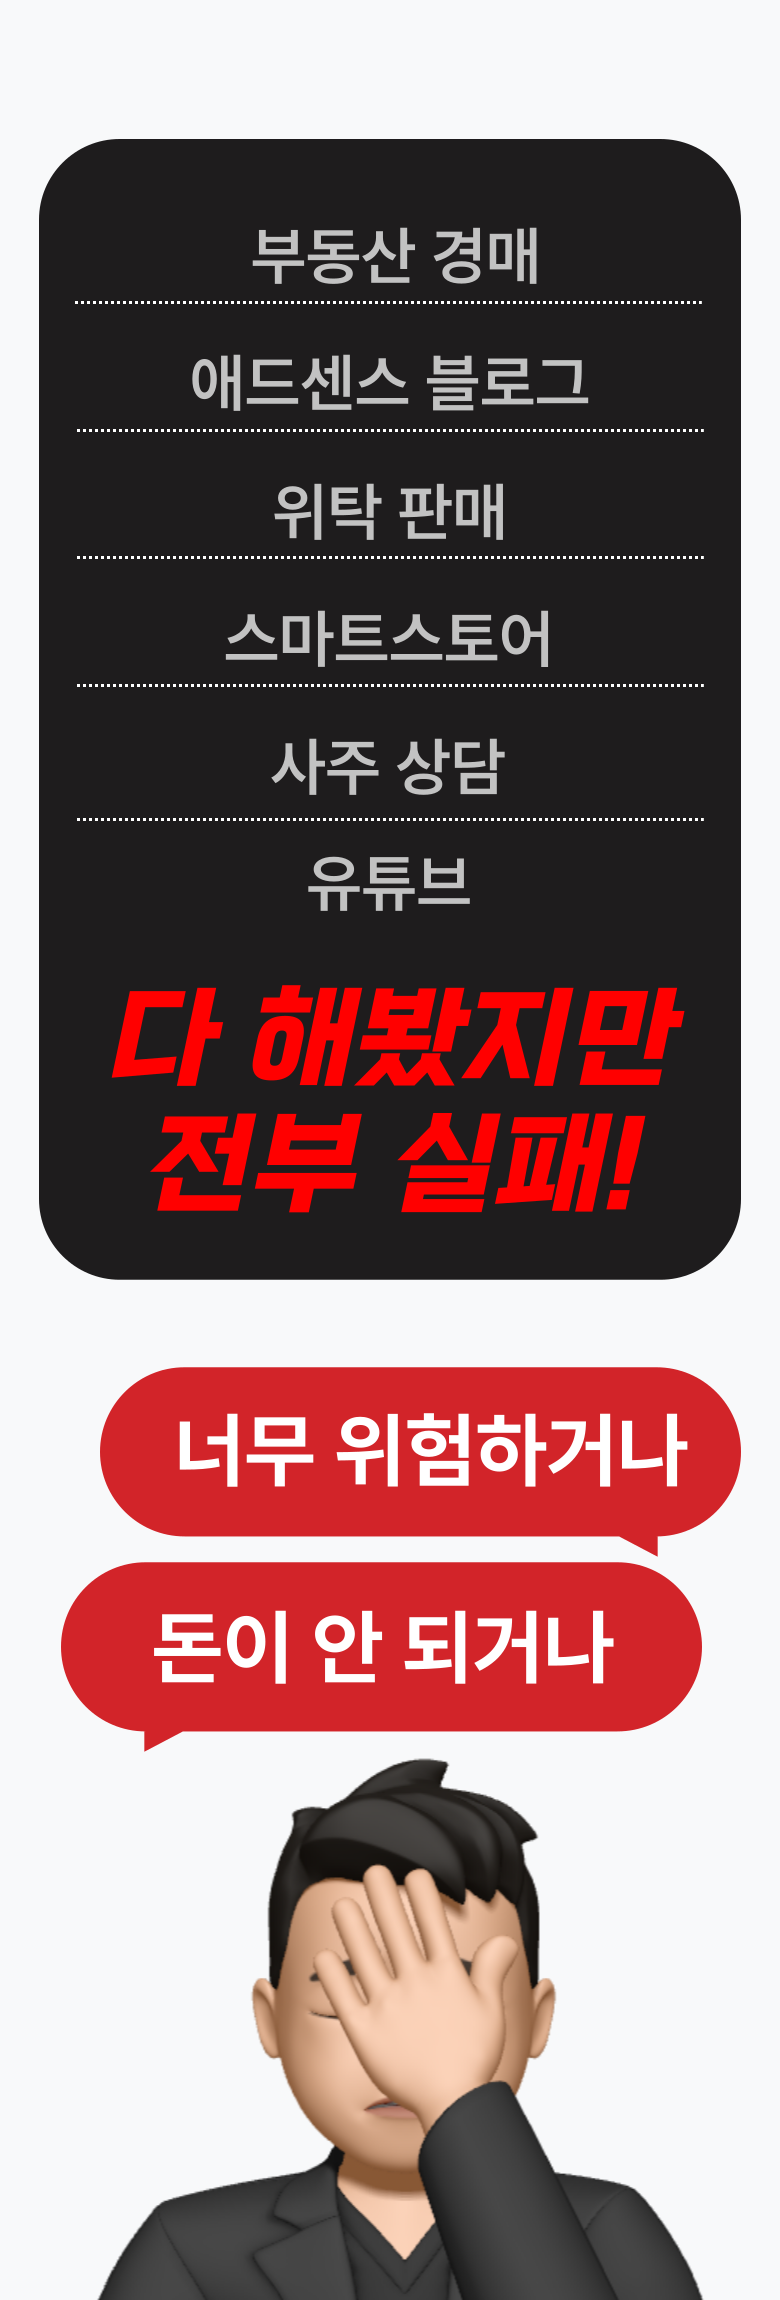 부동산 경매
애드센스 블로그
위탁 판매
스마트스토어
사주 상담
유튜브
다 해봤지만
전부 실패!
너무 위험하거나
돈이 안 되거나